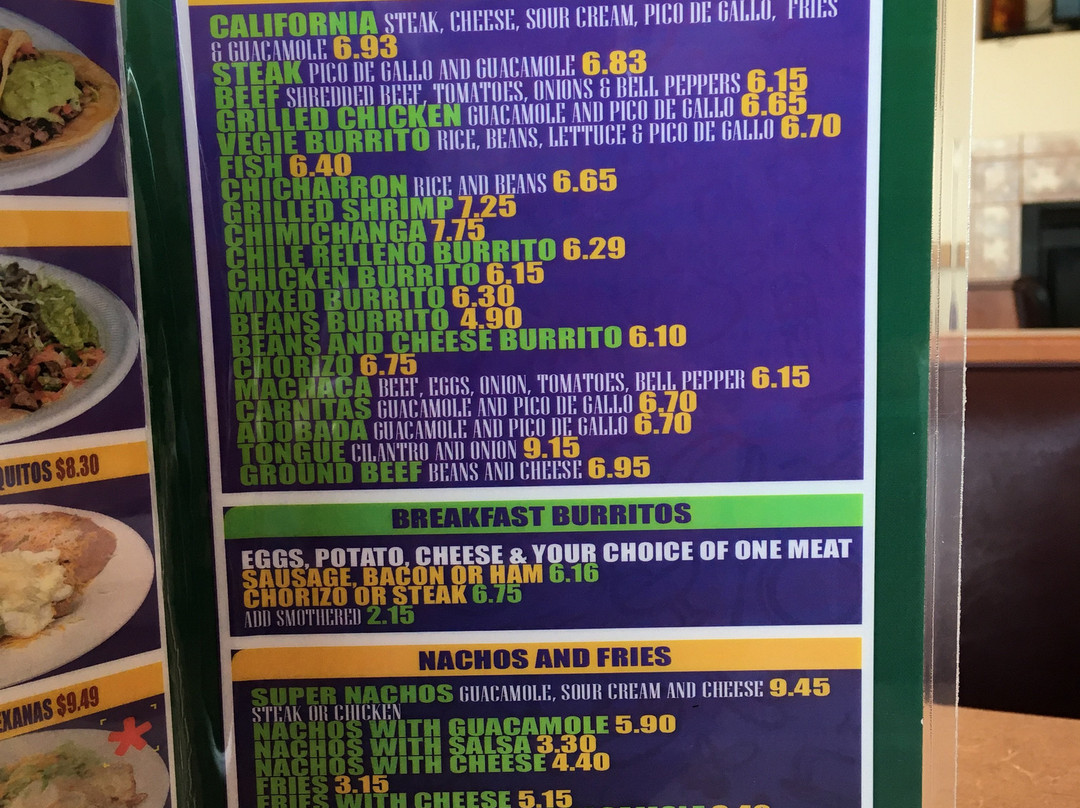 CALIFORNIA STEAK, CHEESE, SOUR CREAM, PICO DE GALLO, FRIES
& GUACAMOLE 6.93
STEAK PICO DE GALLO AND GUACAMOLE 6.83
BEEF SHREDDED BEEF, TOMATOES, ONIONS & BELL PEPPERS 6.15
GRILLED CHICKEN GUACAMOLE AND PICO DE GALLO 6.65
VEGIE BURRITO RICE, BEANS, LETTUCE & PICO DE GALLO 6.70
FISH 6.40
CHICHARRON RICE AND BEANS 6.65
GRILLED SHRIMP 7.25
CHIMICHANGA 7.75
CHILE RELLENO BURRITO 6.29
CHICKEN BURRITO 6.15
MIXED BURRITO 6.30
BEANS BURRITO 4.90
BEANS AND CHEESE BURRITO 6.10
CHORIZO 6.75
MACHACA BEEF, EGGS, ONION, TOMATOES, BELL PEPPER 6.15
CARNITAS GUACAMOLE AND PICO DE GALLO 6.70
ADOBADA GUACAMOLE AND PICO DE GALLO 6.70
TONGUE CILANTRO AND ONION 9.15
GROUND BEEF BEANS AND CHEESE 6.95
BREAKFAST BURRITOS
EGGS, POTATO, CHEESE & YOUR CHOICE OF ONE MEAT
SAUSAGE, BACON OR HAM 6.16
CHORIZO OR STEAK 6.75
ADD SMOTHERED 2.15
NACHOS AND FRIES
SUPER NACHOS GUACAMOLE, SOUR CREAM AND CHEESE 9.45
STEAK OR CHICKEN
NACHOS WITH GUACAMOLE 5.90
NACHOS WITH SALSA 3.30
NACHOS WITH CHEESE 4.40
FRIES 3.15
FRIES WITH CHEESE 5.15
QUITOS $8.30
EXANAS $9.49